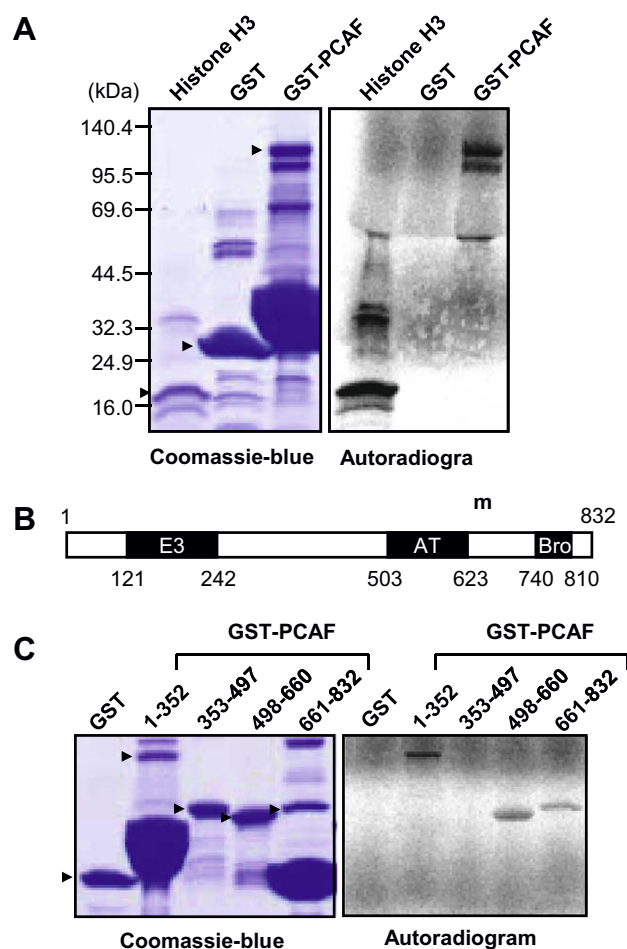 A
Histone H3 GST GST-PCAF Histone H3 GST GST-PCAF
(kDa)
140.4
95.5
69.6
44.5
32.3
24.9
16.0
Coomassie-blue Autoradiogra
m
B
1 832
E3 AT Bro
121 242 503 623 740 810
C
GST-PCAF GST-PCAF
GST 1-352 353-497 498-660 661-832 GST 1-352 353-497 498-660 661-832
Coomassie-blue Autoradiogram